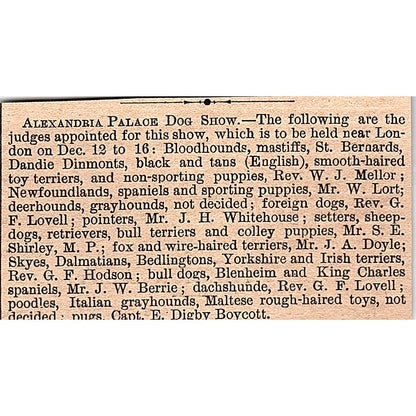 ALEXANDRIA PALACE DOG SHOW.—The following are the
judges appointed for this show, which is to be held near Lon-
don on Dec. 12 to 16: Bloodhounds, mastiffs, St. Bernards,
Dandie Dinmonts, black and tans (English), smooth-haired
toy terriers, and non-sporting puppies, Rev. W. J. Mellor;
Newfoundlands, spaniels and sporting puppies, Mr. W. Lort;
deerhounds, grayhounds, not decided; foreign dogs, Rev. G.
F. Lovell; pointers, Mr. J. H. Whitehouse; setters, sheep-
dogs, retrievers, bull terriers and colley puppies, Mr. S. E.
Shirley, M. P.; fox and wire-haired terriers, Mr. J. A. Doyle;
Skyes, Dalmatians, Bedlingtons, Yorkshire and Irish terriers,
Rev. G. F. Hodson; bull dogs, Blenheim and King Charles
spaniels, Mr. J. W. Berrie; dachshunde, Rev. G. F. Lovell;
poodles, Italian grayhounds, Maltese rough-haired toys, not
decided; pugs, Capt. E. Digby Boycott.